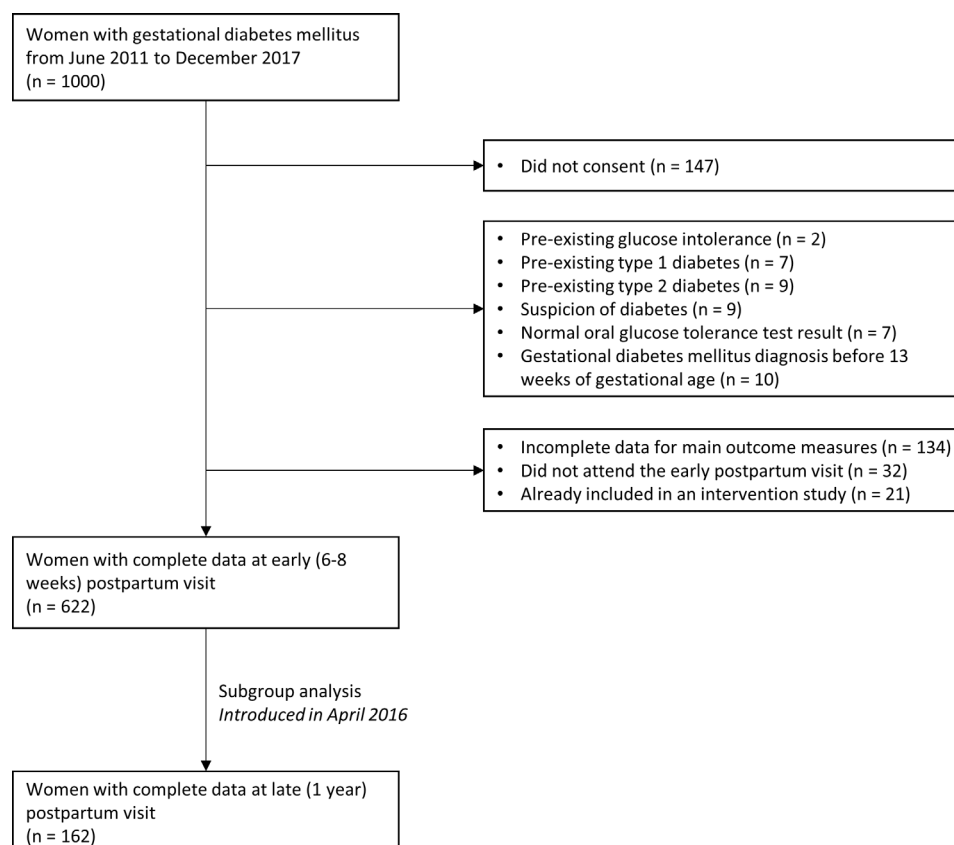 Women with gestational diabetes mellitus
from June 2011 to December 2017
(n = 1000)
• Did not consent (n = 147)
• Pre-existing glucose intolerance (n = 2)
• Pre-existing type 1 diabetes (n = 7)
• Pre-existing type 2 diabetes (n = 9)
• Suspicion of diabetes (n = 9)
• Normal oral glucose tolerance test result (n = 7)
• Gestational diabetes mellitus diagnosis before 13
weeks of gestational age (n = 10)
• Incomplete data for main outcome measures (n = 134)
• Did not attend the early postpartum visit (n = 32)
• Already included in an intervention study (n = 21)
Women with complete data at early (6-8
weeks) postpartum visit
(n = 622)
Subgroup analysis
Introduced in April 2016
Women with complete data at late (1 year)
postpartum visit
(n = 162)